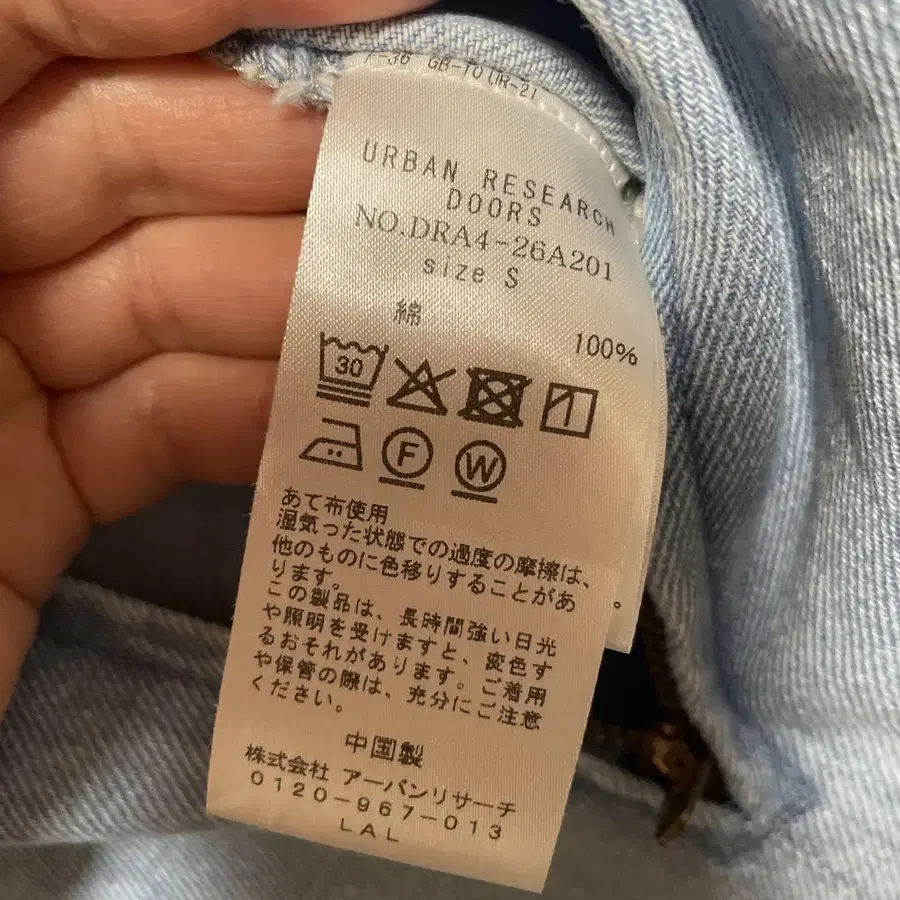 URBAN RESEARCH
DOORS
NO.DRA4-26A201
size S
綿 100%
30
F W
あて布使用
湿気った状態での過度の摩擦は、
他のものに色移りすることがあ
ります。
この製品は、長時間強い日光
や照明を受けますと、変色す
るおそれがあります。ご着用
や保管の際は、充分にご注意
ください。
中国製
株式会社 アーバンリサーチ
0120-967-013
LAL